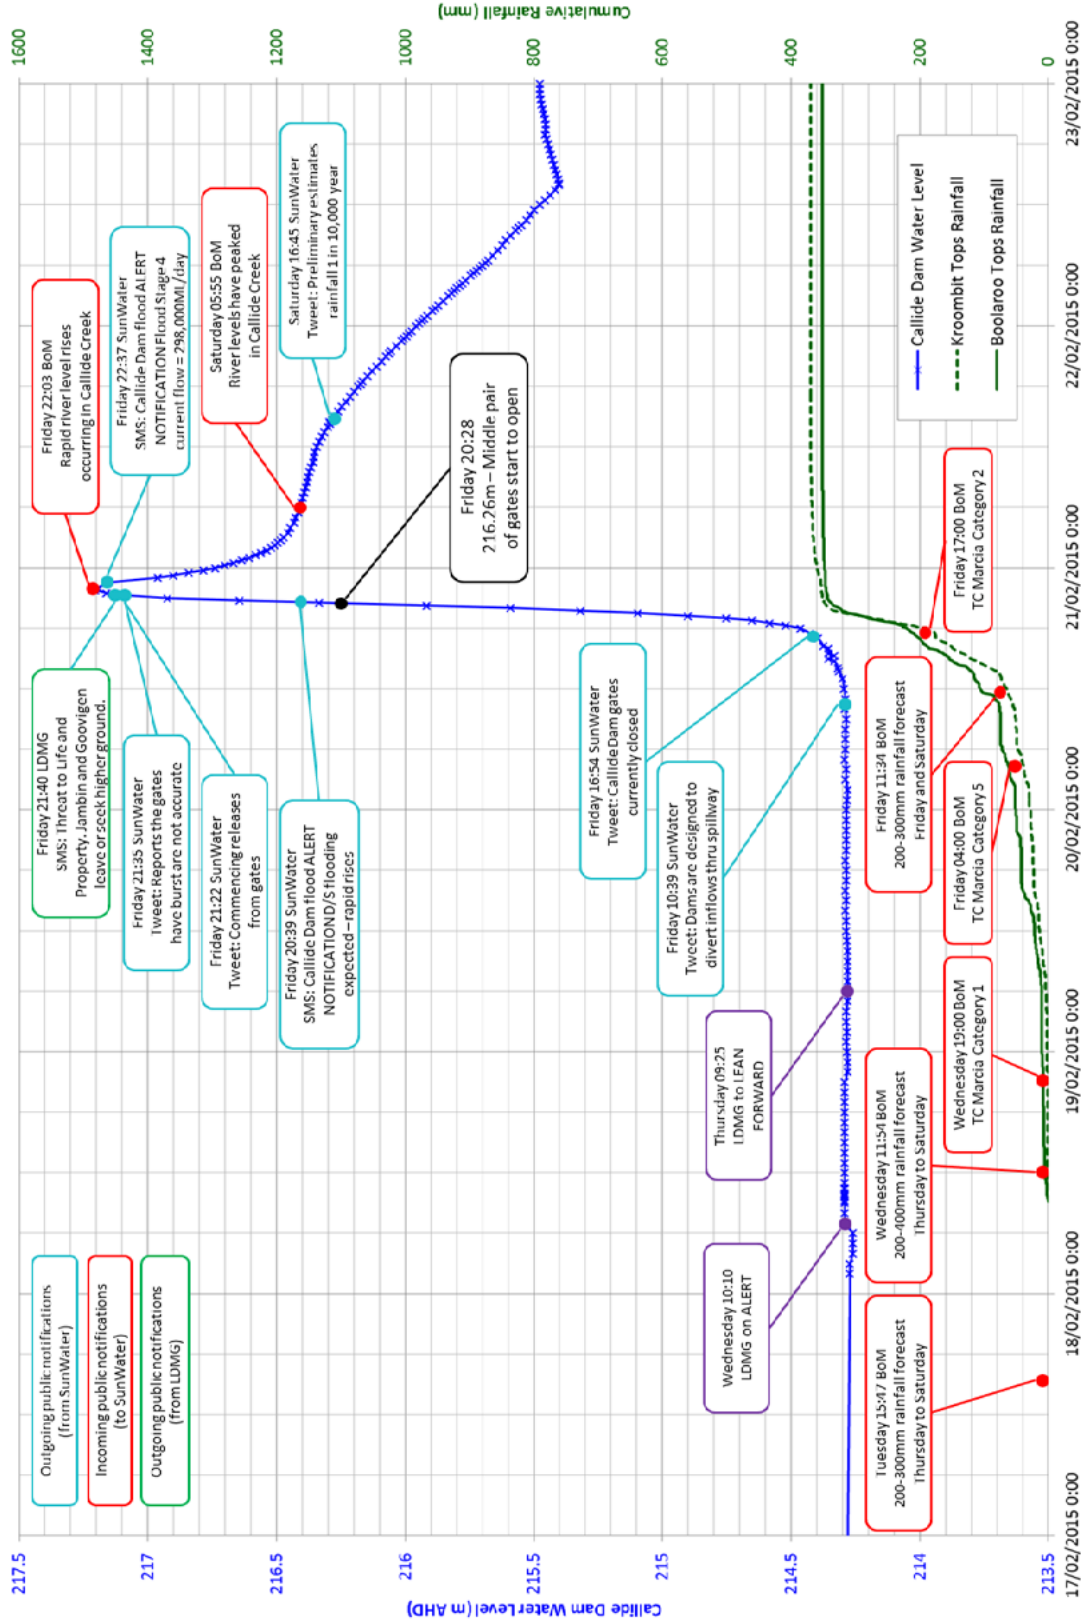 Outgoing public notifications
(from SunWater)
Incoming public notifications
(to SunWater)
Outgoing public notifications
(from LDMG)
Friday 21:40 LDMG
SMS: Threat to Life and
Property, Jambin and Goovigen
leave or seek higher ground.
Friday 21:35 SunWater
Tweet: Reports the gates
have burst are not accurate
Friday 21:22 SunWater
Tweet: Commencing releases
from gates
Friday 20:39 SunWater
SMS: Callide Dam flood ALERT
NOTIFICATION D/S flooding
expected – rapid rises
Friday 22:03 BoM
Rapid river level rises
occurring in Callide Creek
Friday 22:37 SunWater
SMS: Callide Dam flood ALERT
NOTIFICATION Flood Stage 4
current flow = 298,000ML/day
Saturday 05:55 BoM
River levels have peaked
in Callide Creek
Saturday 16:45 SunWater
Tweet: Preliminary estimates
rainfall 1 in 10,000 year
Friday 20:28
216.26m – Middle pair
of gates start to open
Friday 16:54 SunWater
Tweet: Callide Dam gates
currently closed
Friday 10:39 SunWater
Tweet: Dams are designed to
divert inflows thru spillway
Thursday 09:25
LDMG to LEAN
FORWARD
Wednesday 10:10
LDMG on ALERT
Tuesday 15:47 BoM
200-300mm rainfall forecast
Thursday to Saturday
Wednesday 11:54 BoM
200-400mm rainfall forecast
Thursday to Saturday
Wednesday 19:00 BoM
TC Marcia Category 1
Friday 04:00 BoM
TC Marcia Category 5
Friday 11:34 BoM
200-300mm rainfall forecast
Friday and Saturday
Friday 17:00 BoM
TC Marcia Category 2
Callide Dam Water Level
Kroombit Tops Rainfall
Boolaroo Tops Rainfall
Callide Dam Water Level (m AHD)
217.5
217
216.5
216
215.5
215
214.5
214
213.5
Cumulative Rainfall (mm)
1600
1400
1200
1000
800
600
400
200
0
17/02/2015 0:00
18/02/2015 0:00
19/02/2015 0:00
20/02/2015 0:00
21/02/2015 0:00
22/02/2015 0:00
23/02/2015 0:00